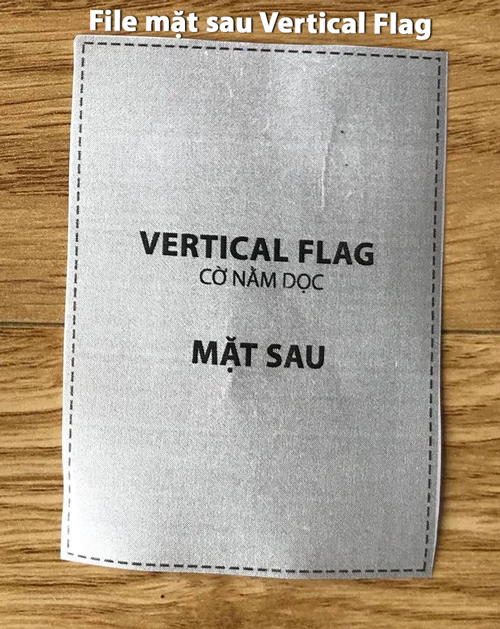 File mặt sau Vertical Flag
VERTICAL FLAG
CỜ NẰM DỌC
MẶT SAU